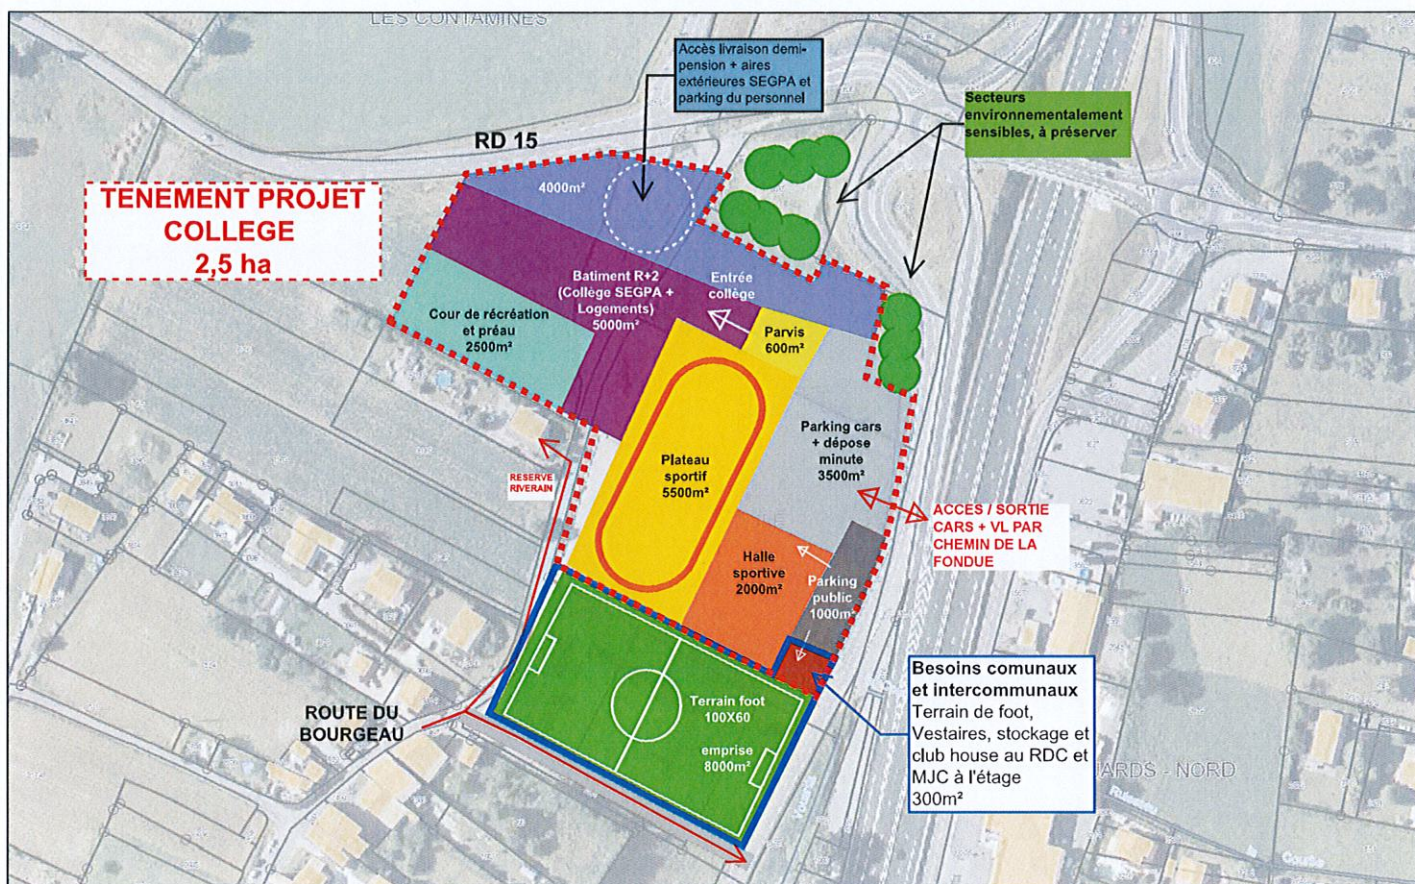 LES CONTAMINES
Accès livraison demi-
pension + aires
extérieures SEGPA et
parking du personnel
Secteurs
environnementalement
sensibles, à préserver
RD 15
TENEMENT PROJET
COLLEGE
2,5 ha
4000m²
Batiment R+2
(Collège SEGPA +
Logements)
5000m²
Entrée
collège
Cour de récréation
et préau
2500m²
Parvis
600m²
Parking cars
+ dépose
minute
3500m²
Plateau
sportif
5500m²
RESERVE
RIVERAIN
ACCES / SORTIE
CARS + VL PAR
CHEMIN DE LA
FONDUE
Halle
sportive
2000m²
Parking
public
1000m²
Besoins comunaux
et intercommunaux
Terrain de foot,
Vestaires, stockage et
club house au RDC et
MJC à l'étage
300m²
ROUTE DU
BOURGEAU
Terrain foot
100X60
emprise
8000m²
JARDS - NORD